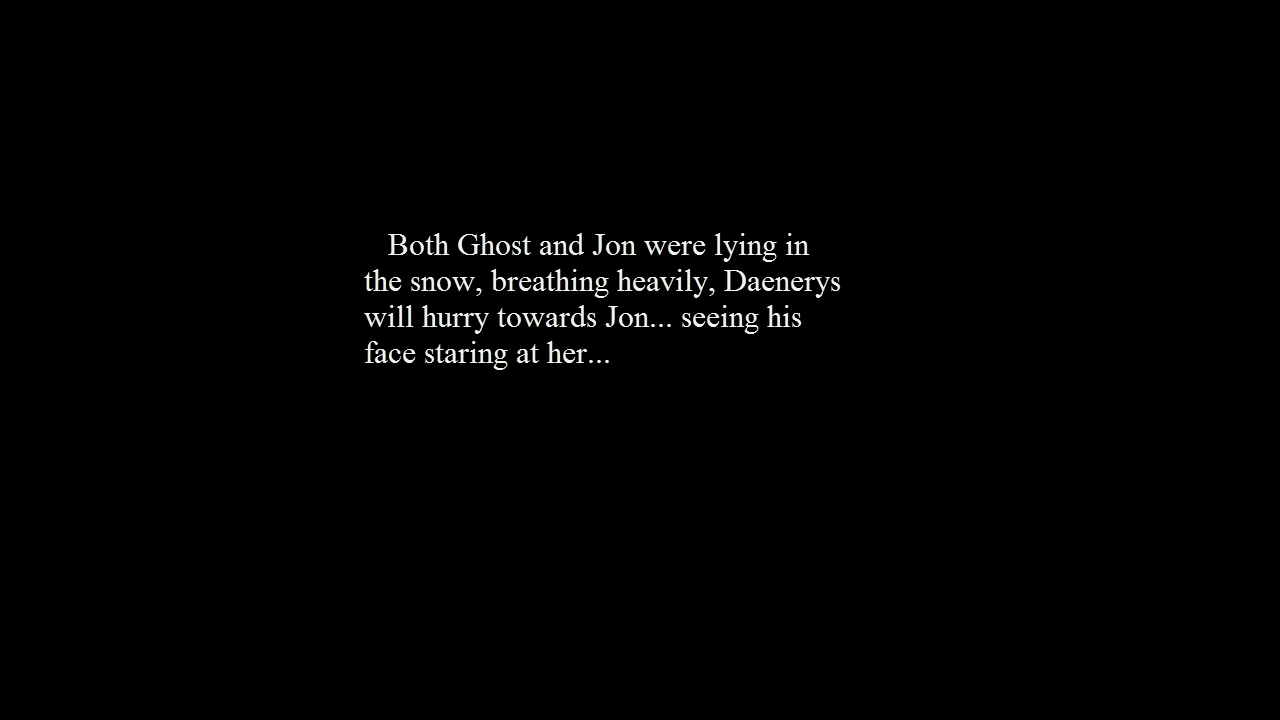 Both Ghost and Jon were lying in
the snow, breathing heavily, Daenerys
will hurry towards Jon... seeing his
face staring at her...